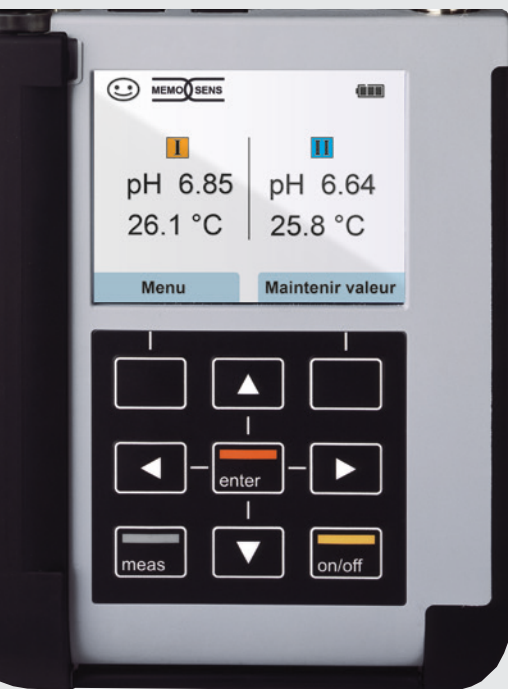 MEMO SENS
I II
pH 6.85 pH 6.64
26.1 °C 25.8 °C
Menu Maintenir valeur
enter
meas on/off